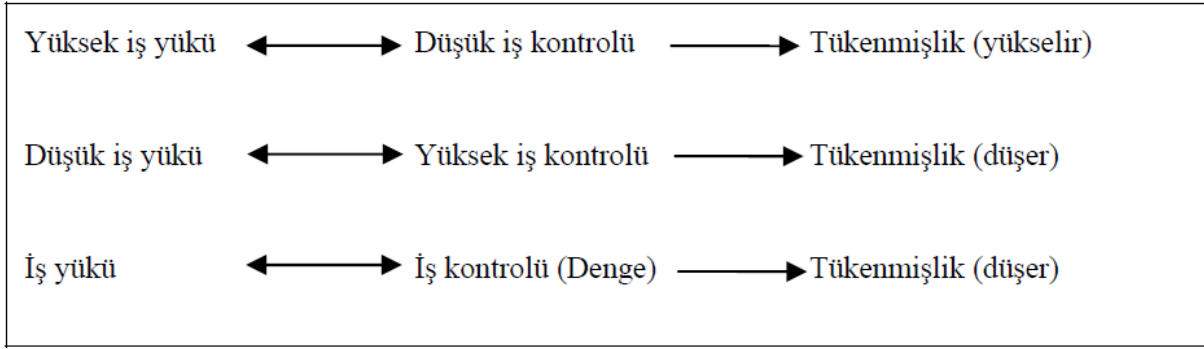 Yüksek iş yükü Düşük iş kontrolü Tükenmişlik (yükselir)
Düşük iş yükü Yüksek iş kontrolü Tükenmişlik (düşer)
İş yükü İş kontrolü (Denge) Tükenmişlik (düşer)